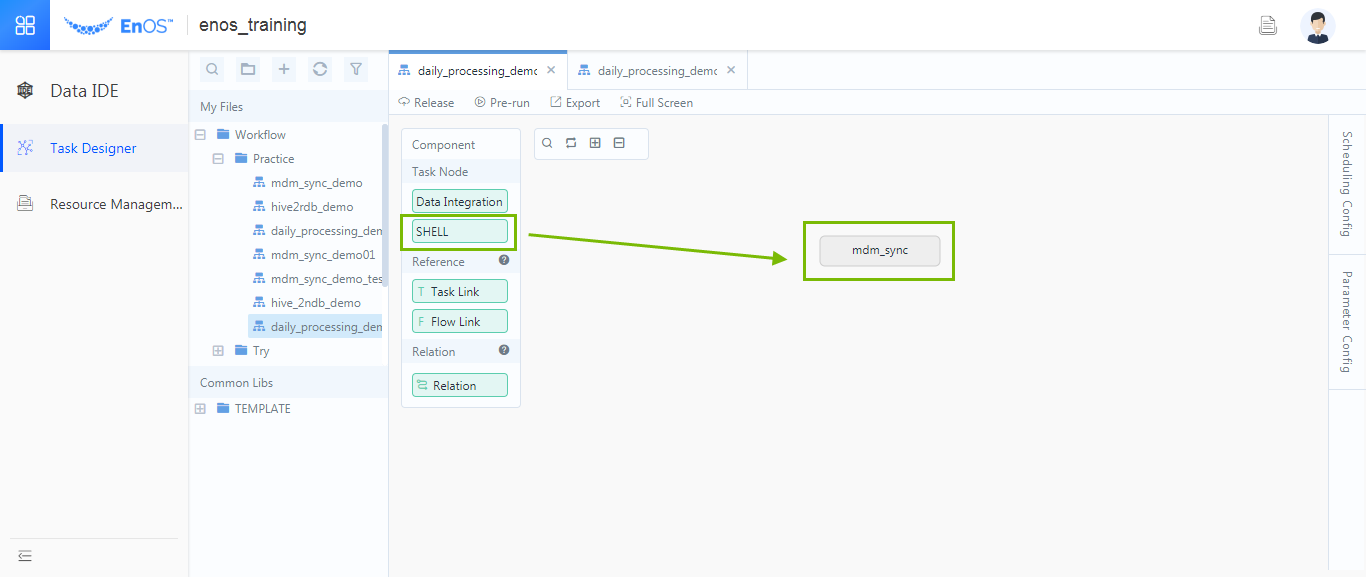 EnOS™
enos_training
Data IDE
Task Designer
Resource Managem...
My Files
Workflow
Practice
mdm_sync_demo
hive2rdb_demo
daily_processing_den
mdm_sync_demo01
mdm_sync_demo_tes
hive_2ndb_demo
daily_processing_den
Try
Common Libs
TEMPLATE
daily_processing_demc
daily_processing_demc
Release
Pre-run
Export
Full Screen
Component
Task Node
Data Integration
SHELL
Reference
T Task Link
F Flow Link
Relation
Relation
mdm_sync
Scheduling Config
Parameter Config